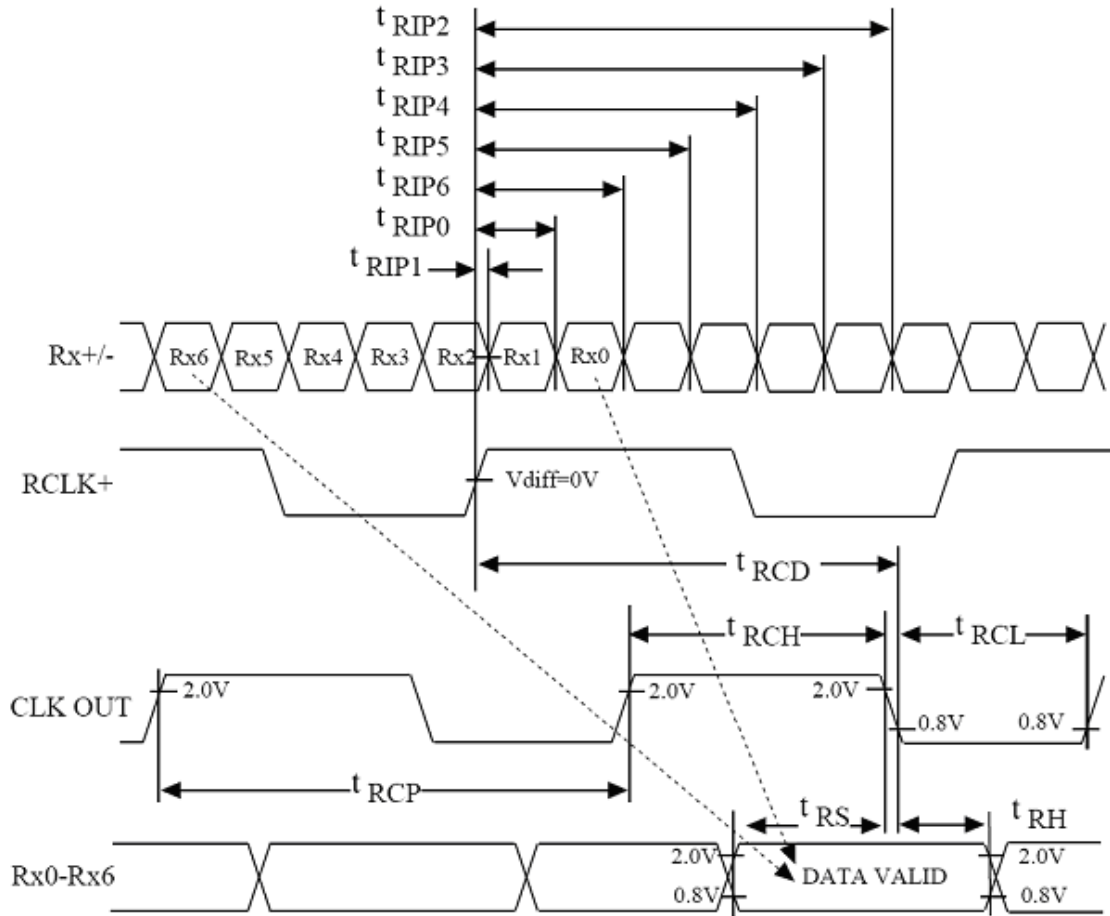 t RIP2
t RIP3
t RIP4
t RIP5
t RIP6
t RIP0
t RIP1
Rx+/- Rx6 Rx5 Rx4 Rx3 Rx2 Rx1 Rx0
RCLK+ Vdiff=0V
t RCD
t RCH t RCL
CLK OUT 2.0V 2.0V 2.0V 0.8V 0.8V
t RCP
t RS t RH
Rx0-Rx6 2.0V DATA VALID 2.0V
0.8V 0.8V